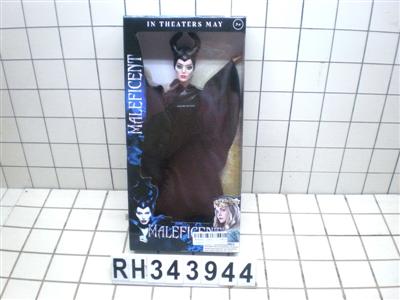 IN THEATERS MAY
MALEFICENT
MALEFICENT
RH343944